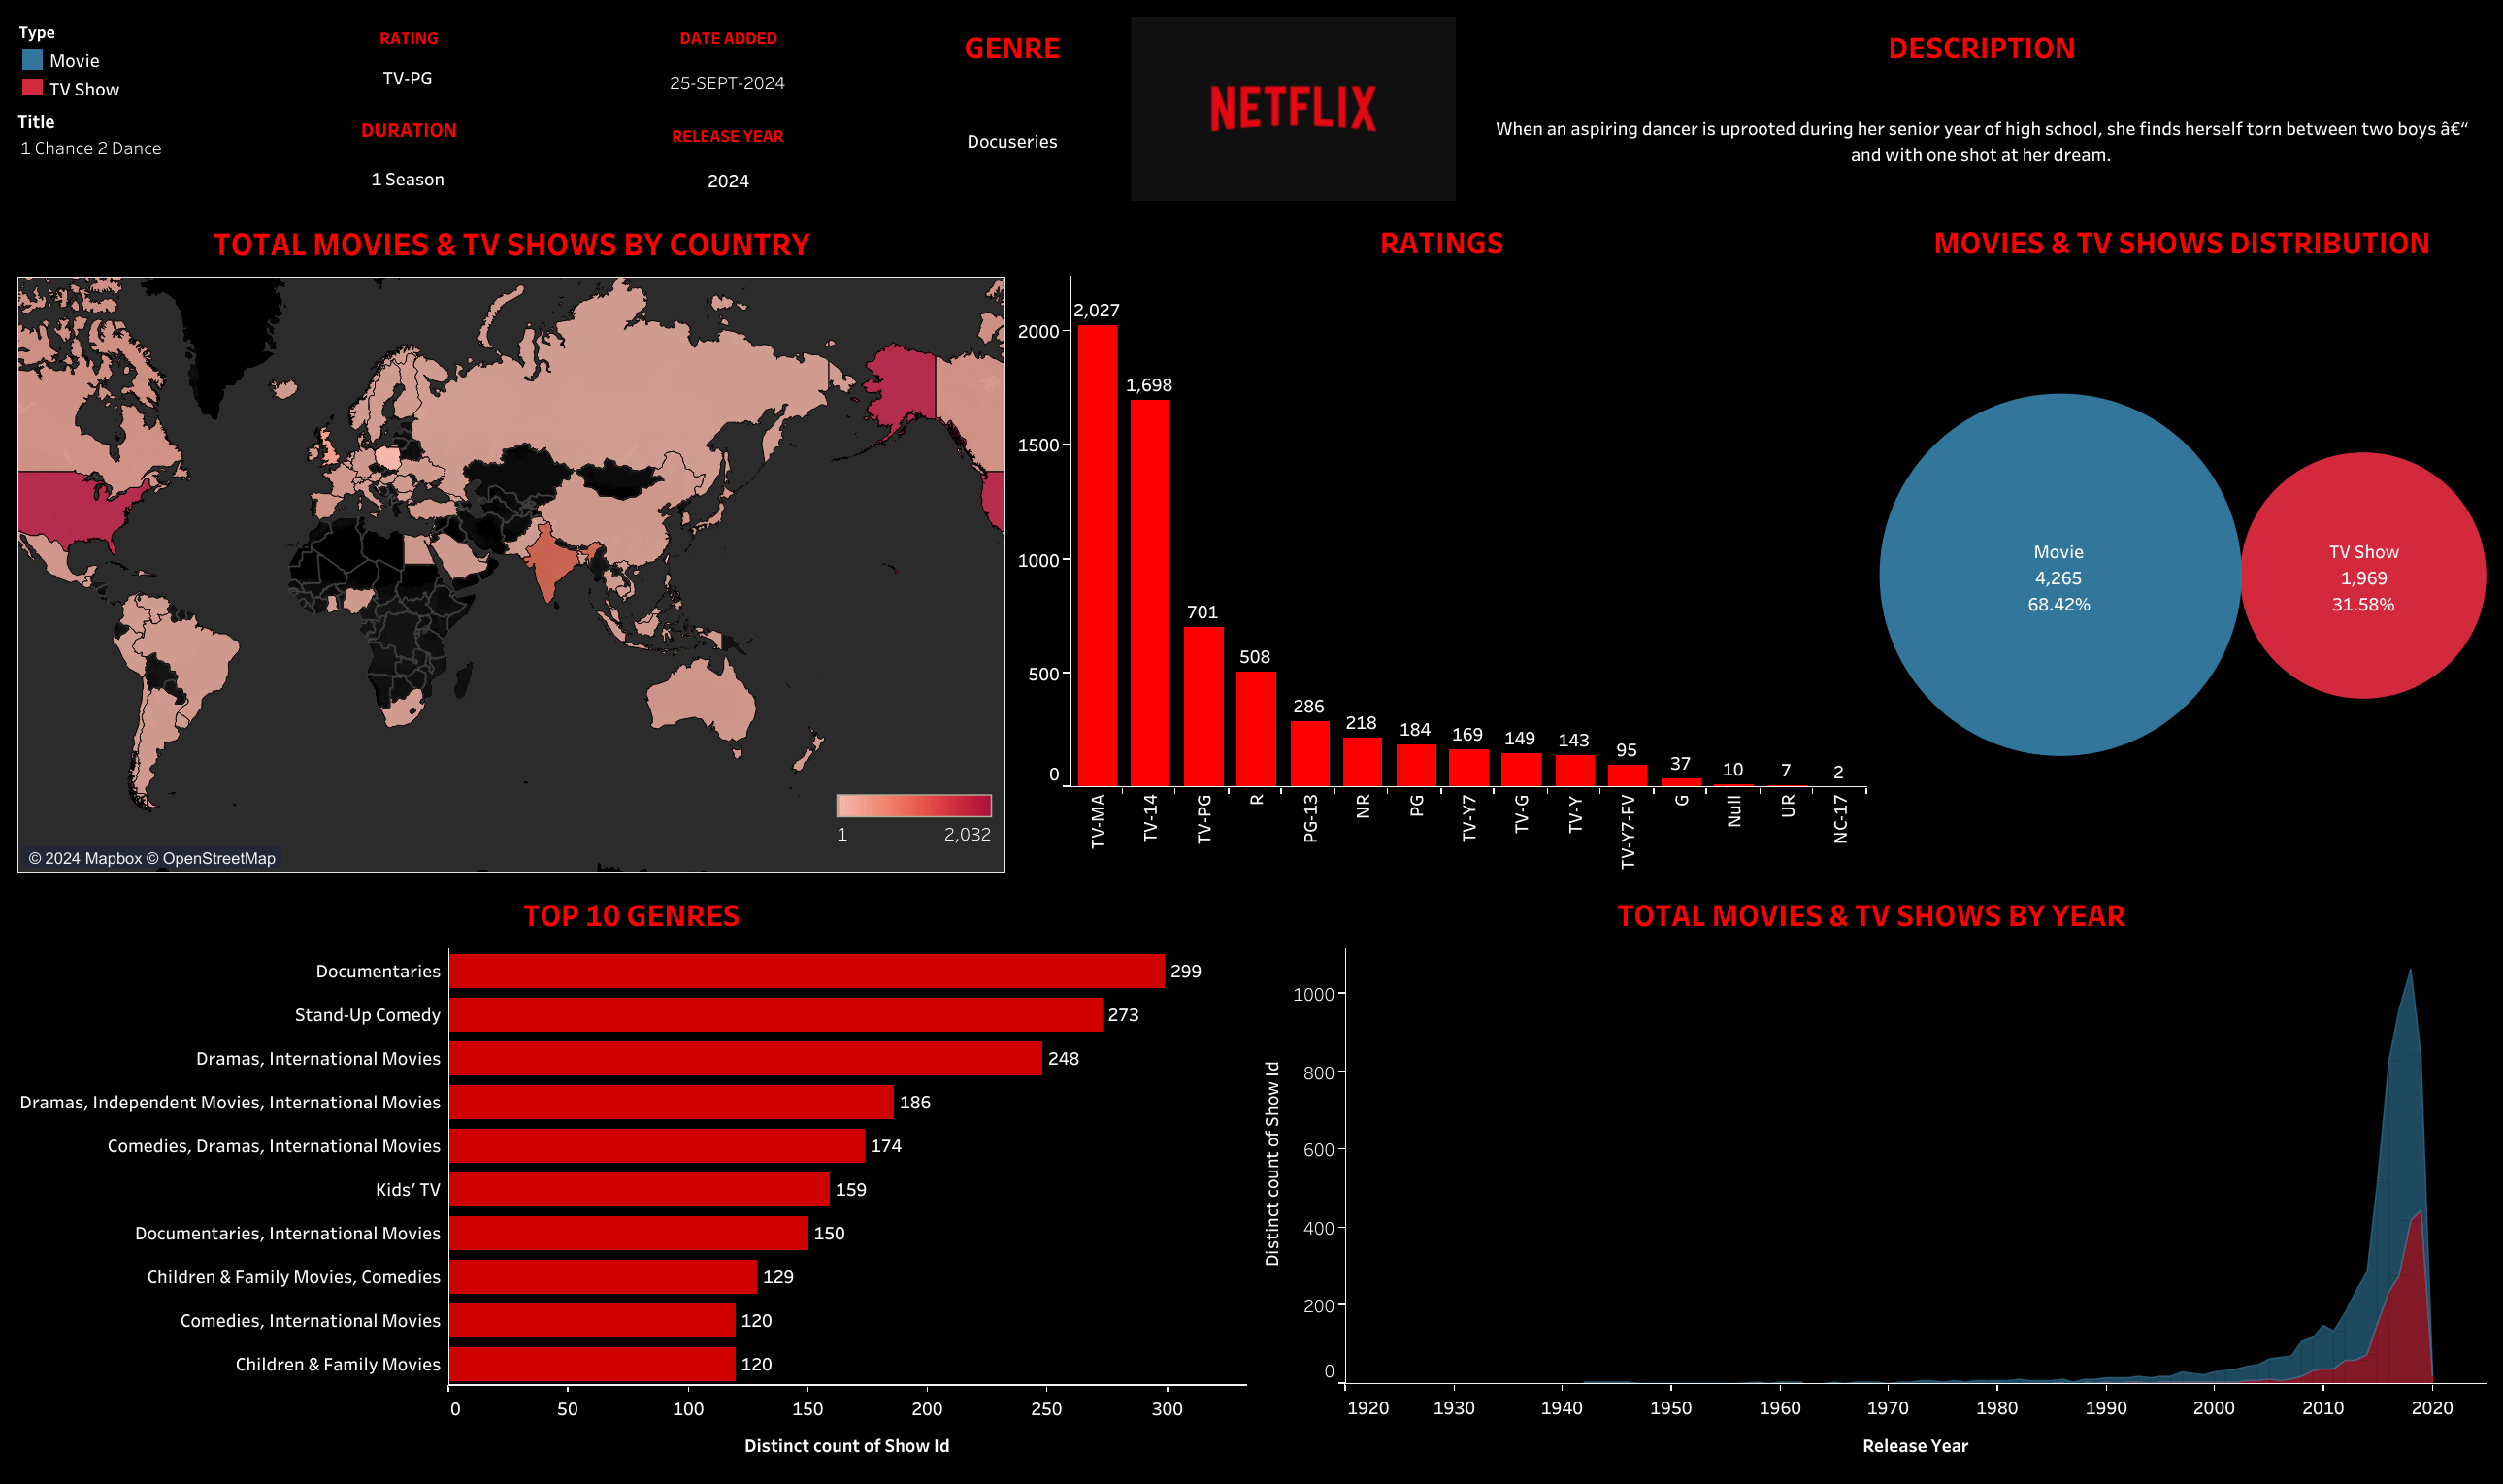 Type
Movie
TV Show
Title
1 Chance 2 Dance
RATING
TV-PG
DURATION
1 Season
DATE ADDED
25-SEPT-2024
RELEASE YEAR
2024
GENRE
Docuseries
NETFLIX
DESCRIPTION
When an aspiring dancer is uprooted during her senior year of high school, she finds herself torn between two boys â€“
and with one shot at her dream.
TOTAL MOVIES & TV SHOWS BY COUNTRY
1 2,032
© 2024 Mapbox © OpenStreetMap
RATINGS
2000
1500
1000
500
0
2,027
1,698
701
508
286
218
184
169
149
143
95
37
10
7
2
TV-MA
TV-14
TV-PG
R
PG-13
NR
PG
TV-Y7
TV-G
TV-Y
TV-Y7-FV
G
Null
UR
NC-17
MOVIES & TV SHOWS DISTRIBUTION
Movie
4,265
68.42%
TV Show
1,969
31.58%
TOP 10 GENRES
Documentaries 299
Stand-Up Comedy 273
Dramas, International Movies 248
Dramas, Independent Movies, International Movies 186
Comedies, Dramas, International Movies 174
Kids’ TV 159
Documentaries, International Movies 150
Children & Family Movies, Comedies 129
Comedies, International Movies 120
Children & Family Movies 120
0 50 100 150 200 250 300
Distinct count of Show Id
TOTAL MOVIES & TV SHOWS BY YEAR
Distinct count of Show Id
1000
800
600
400
200
0
1920 1930 1940 1950 1960 1970 1980 1990 2000 2010 2020
Release Year